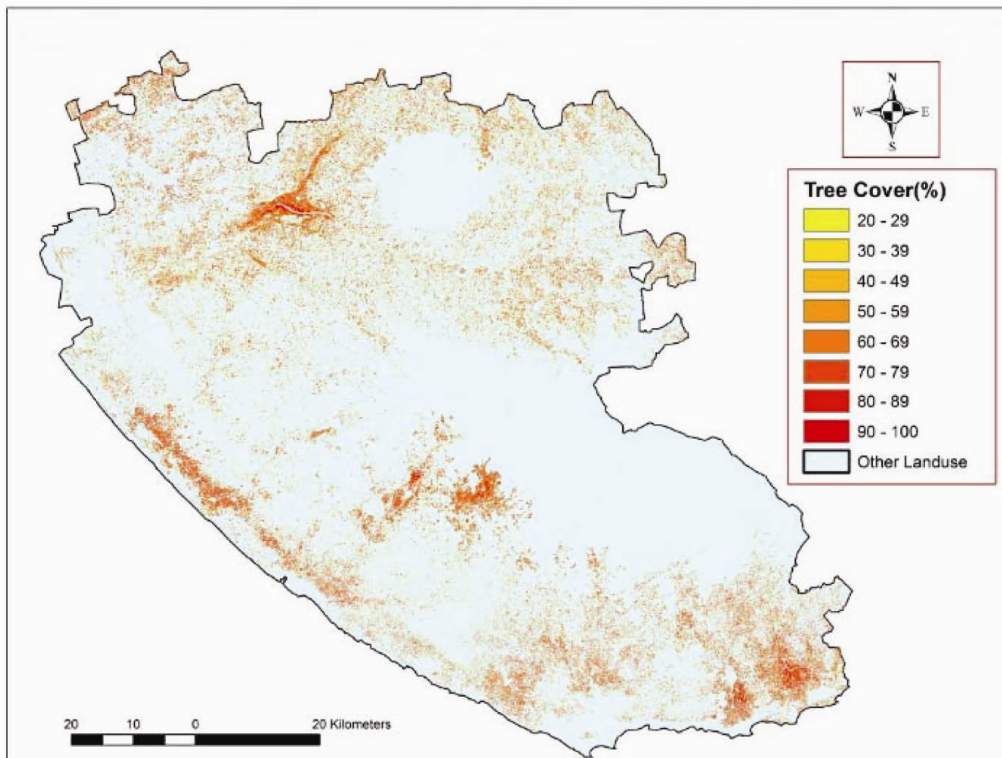 N
W E
S
Tree Cover(%)
20 - 29
30 - 39
40 - 49
50 - 59
60 - 69
70 - 79
80 - 89
90 - 100
Other Landuse
20 10 0 20 Kilometers